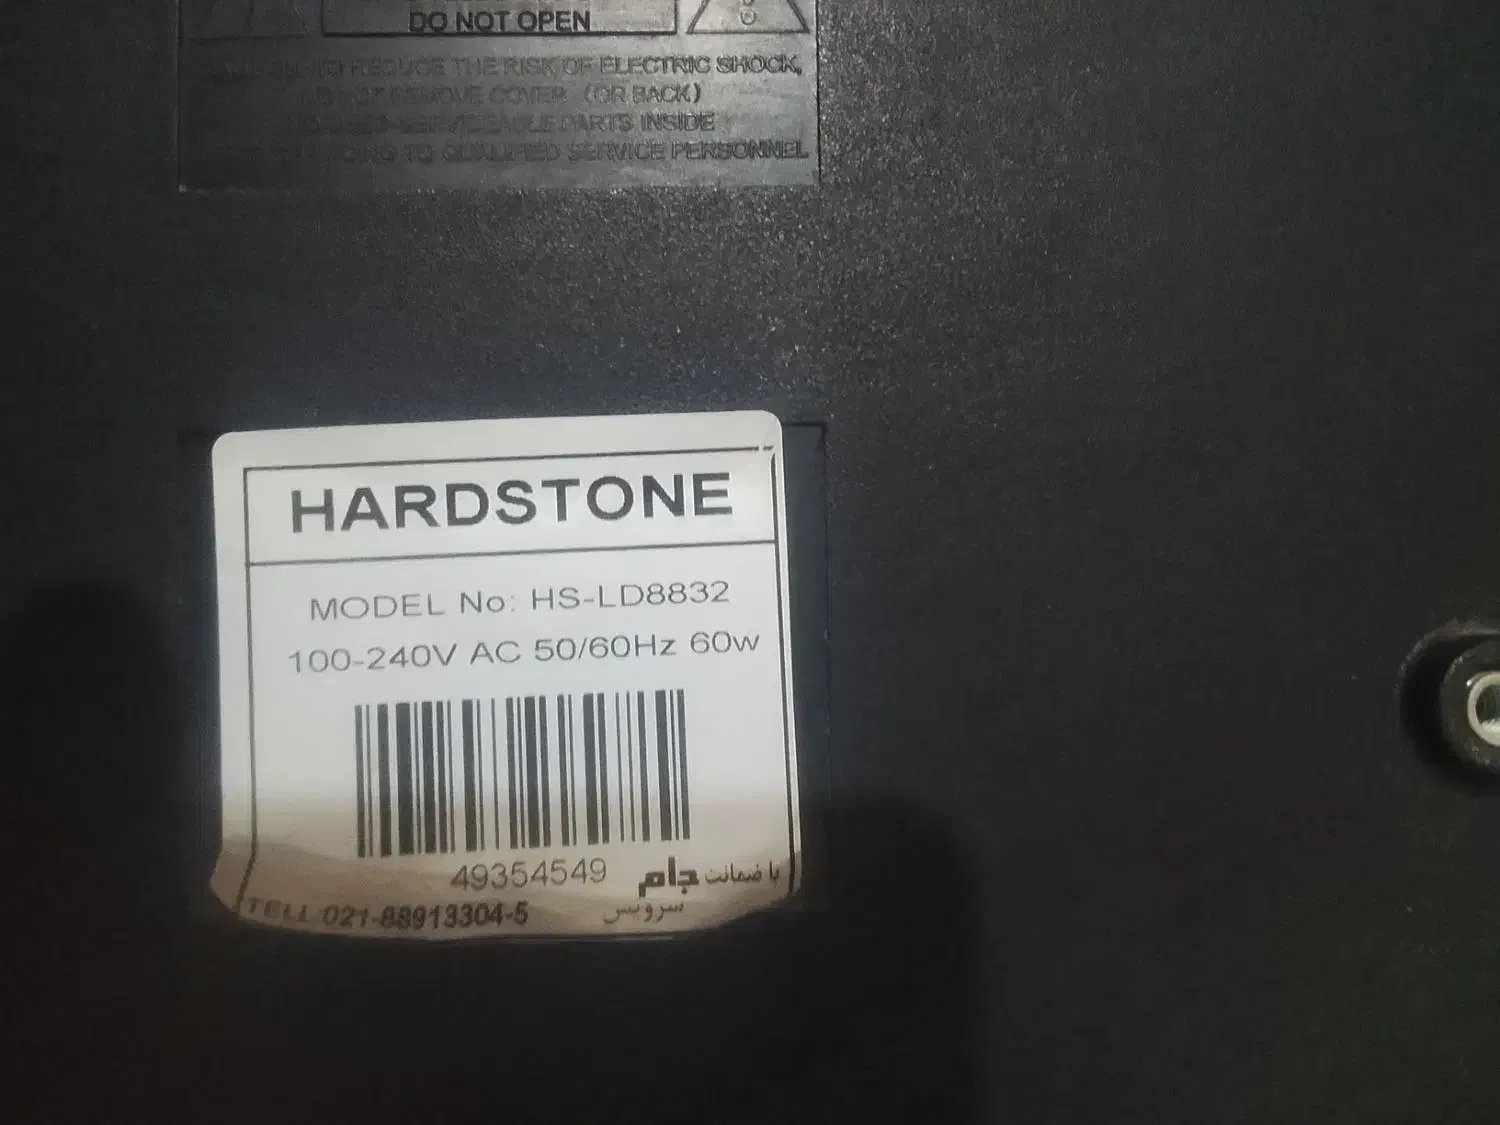 DO NOT OPEN
TO REDUCE THE RISK OF ELECTRIC SHOCK,
DO NOT REMOVE COVER (OR BACK)
PARTS INSIDE
TO QUALIFIED SERVICE PERSONNEL
HARDSTONE
MODEL No: HS-LD8832
100-240V AC 50/60Hz 60w
49354549
با ضمانت جام
سرویس
TELL 021-88913304-5